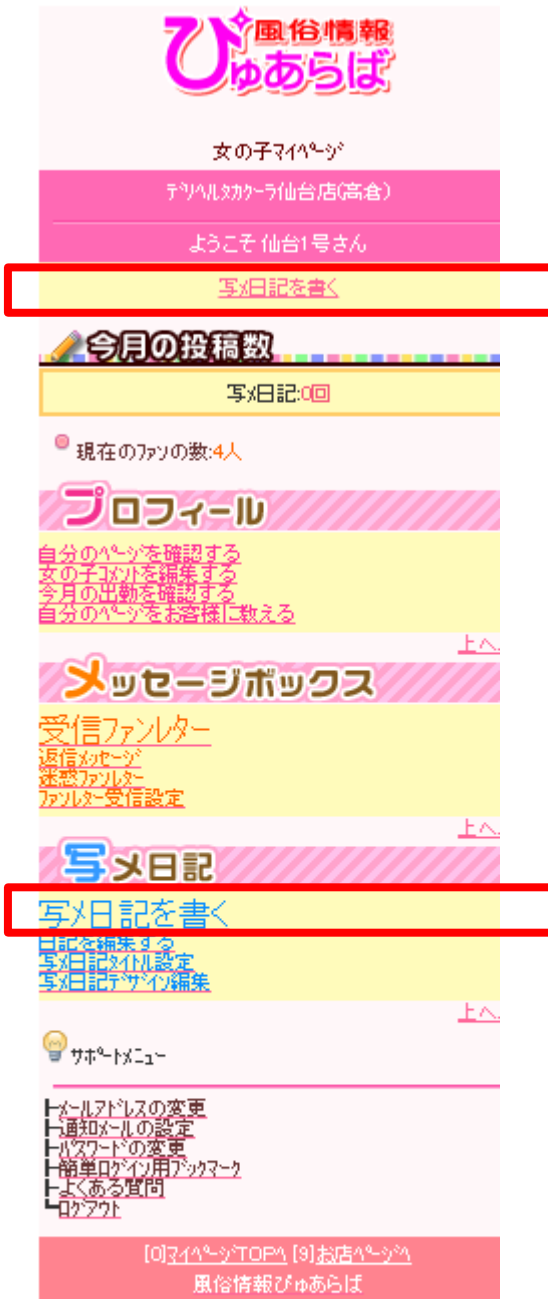 風俗情報
ぴゅあらば
女の子ﾏｲﾍﾟｰｼﾞ
ﾃﾞﾘﾍﾙﾀｶｸｰﾗ仙台店(高倉)
ようこそ 仙台1号さん
写ﾒ日記を書く
今月の投稿数
写ﾒ日記:0回
現在のﾌｧﾝの数:4人
プロフィール
自分のﾍﾟｰｼﾞを確認する
女の子ｺﾒﾝﾄを編集する
今月の出勤を確認する
自分のﾍﾟｰｼﾞをお客様に教える
上へ
メッセージボックス
受信ファンレター
返信ﾒｯｾｰｼﾞ
迷惑ﾌｧﾝﾚﾀｰ
ﾌｧﾝﾚﾀｰ受信設定
上へ
写メ日記
写メ日記を書く
日記を編集する
写ﾒ日記ﾀｲﾄﾙ設定
写ﾒ日記ﾃﾞｻﾞｲﾝ編集
上へ
ｻﾎﾟｰﾄﾒﾆｭｰ
┣ﾒｰﾙｱﾄﾞﾚｽの変更
┣通知ﾒｰﾙの設定
┣ﾊﾟｽﾜｰﾄﾞの変更
┣簡単ﾛｸﾞｲﾝ用ﾌﾞｯｸﾏｰｸ
┣よくある質問
┗ﾛｸﾞｱｳﾄ
[0]ﾏｲﾍﾟｰｼﾞTOPへ [9]お店ﾍﾟｰｼﾞへ
風俗情報ぴゅあらば